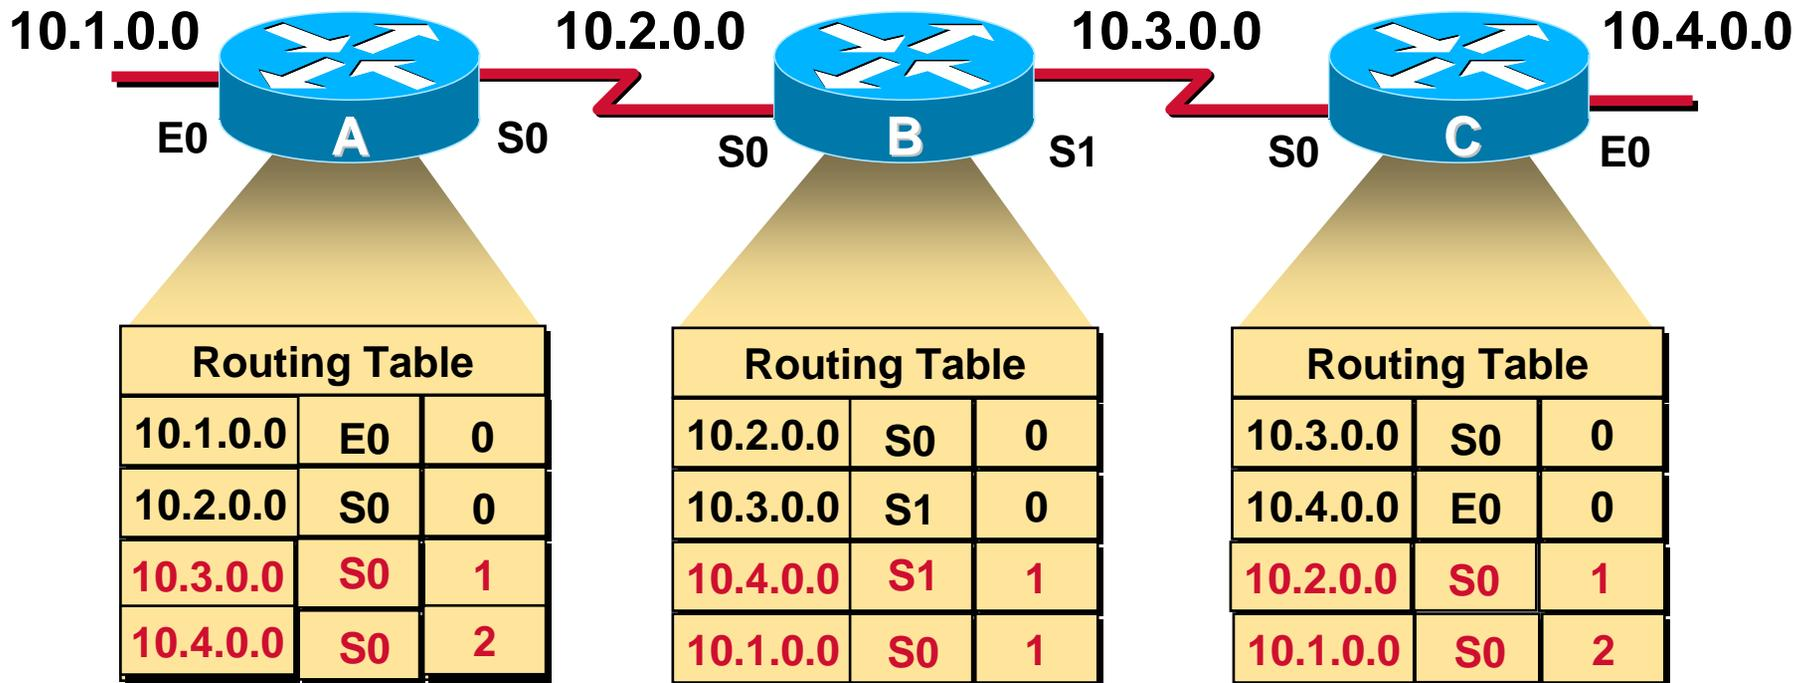 10.1.0.0 10.2.0.0 10.3.0.0 10.4.0.0
A B C
E0 S0 S0 S1 S0 E0
Routing Table
10.1.0.0 E0 0
10.2.0.0 S0 0
10.3.0.0 S0 1
10.4.0.0 S0 2
Routing Table
10.2.0.0 S0 0
10.3.0.0 S1 0
10.4.0.0 S1 1
10.1.0.0 S0 1
Routing Table
10.3.0.0 S0 0
10.4.0.0 E0 0
10.2.0.0 S0 1
10.1.0.0 S0 2